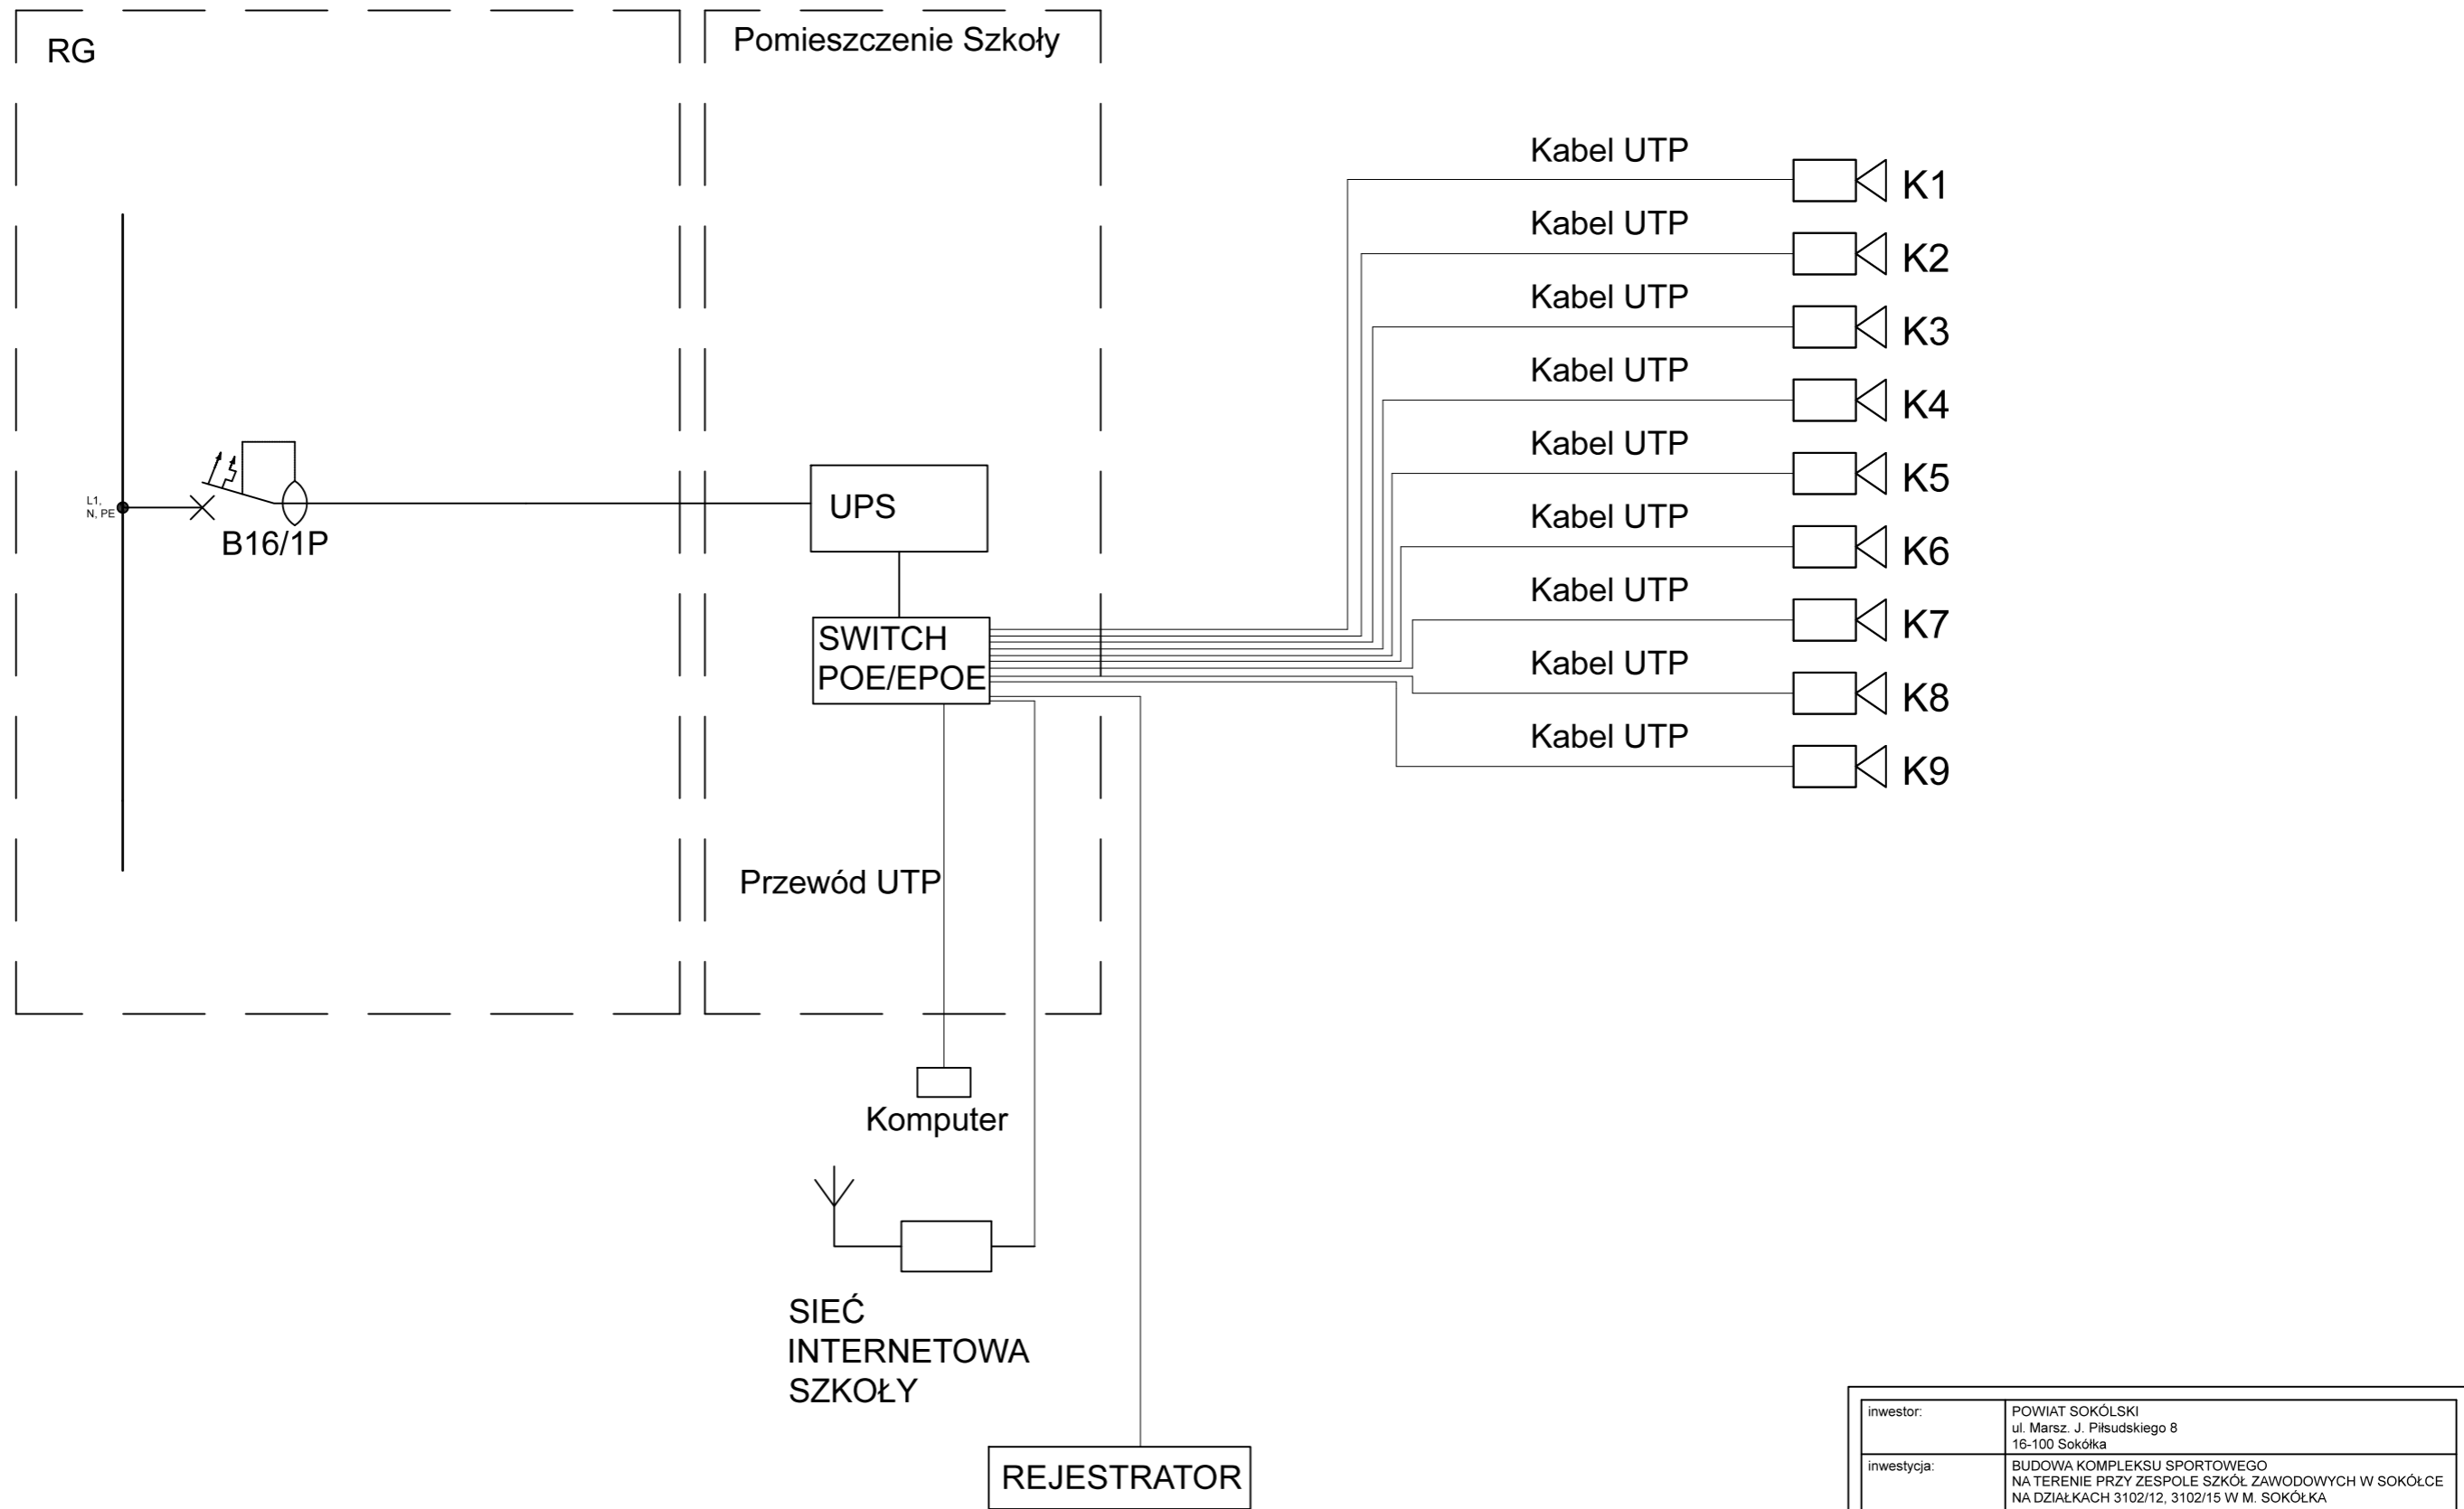 RG
Pomieszczenie Szkoły
Kabel UTP
K1
Kabel UTP
K2
Kabel UTP
K3
Kabel UTP
K4
Kabel UTP
K5
Kabel UTP
K6
Kabel UTP
K7
Kabel UTP
K8
Kabel UTP
K9
L1,
N, PE
B16/1P
UPS
SWITCH
POE/EPOE
Przewód UTP
Komputer
SIEĆ
INTERNETOWA
SZKOŁY
REJESTRATOR
inwestor:
POWIAT SOKÓLSKI
ul. Marsz. J. Piłsudskiego 8
16-100 Sokółka
inwestycja:
BUDOWA KOMPLEKSU SPORTOWEGO
NA TERENIE PRZY ZESPOLE SZKÓŁ ZAWODOWYCH W SOKÓŁCE
NA DZIAŁKACH 3102/12, 3102/15 W M. SOKÓŁKA